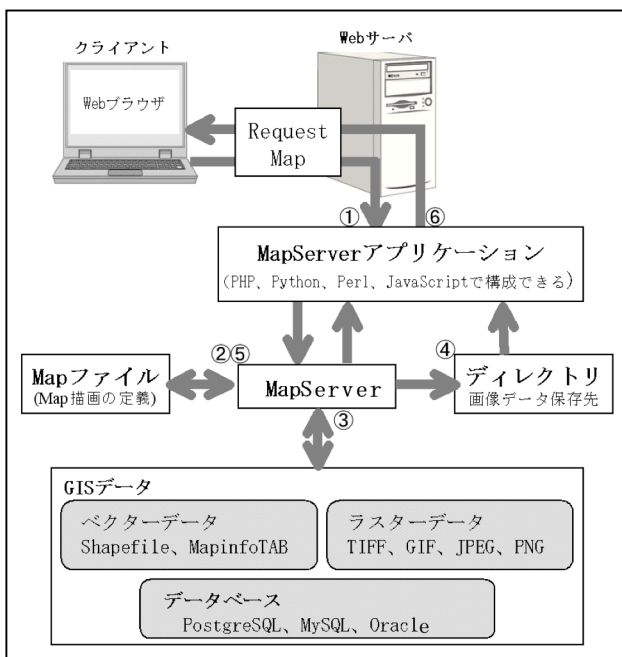 クライアント
Webサーバ
Webブラウザ
Request
Map
① ⑥
MapServerアプリケーション
(PHP、Python、Perl、JavaScriptで構成できる)
②⑤
④
Mapファイル
(Map描画の定義)
MapServer
ディレクトリ
画像データ保存先
③
GISデータ
ベクターデータ
Shapefile、MapinfoTAB
ラスターデータ
TIFF、GIF、JPEG、PNG
データベース
PostgreSQL、MySQL、Oracle